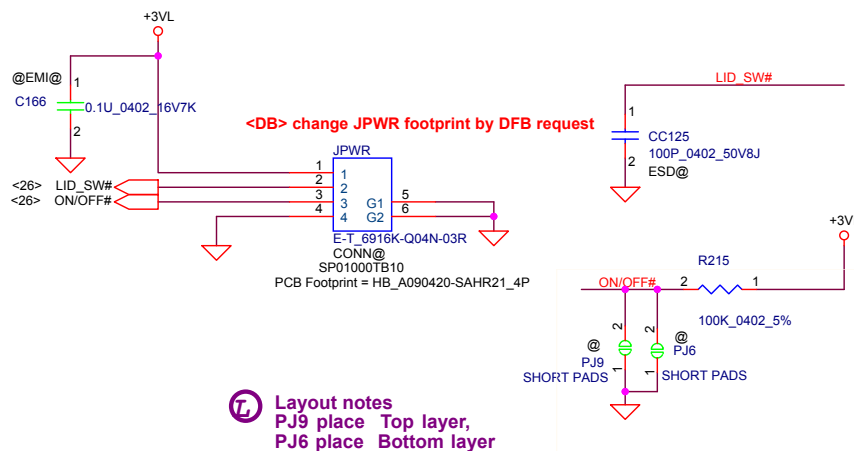 +3VL
@EMI@
1
C166
0.1U_0402_16V7K
2
<DB> change JPWR footprint by DFB request
LID_SW#
1
CC125
100P_0402_50V8J
2
ESD@
JPWR
1 1
<26> LID_SW# 2 2
<26> ON/OFF# 3 3 G1 5
4 4 G2 6
E-T_6916K-Q04N-03R
CONN@
SP01000TB10
PCB Footprint = HB_A090420-SAHR21_4P
+3V
R215
ON/OFF# 2 1
100K_0402_5%
2 @ 2 @
PJ9 PJ6
1 1
SHORT PADS SHORT PADS
L Layout notes
PJ9 place Top layer,
PJ6 place Bottom layer